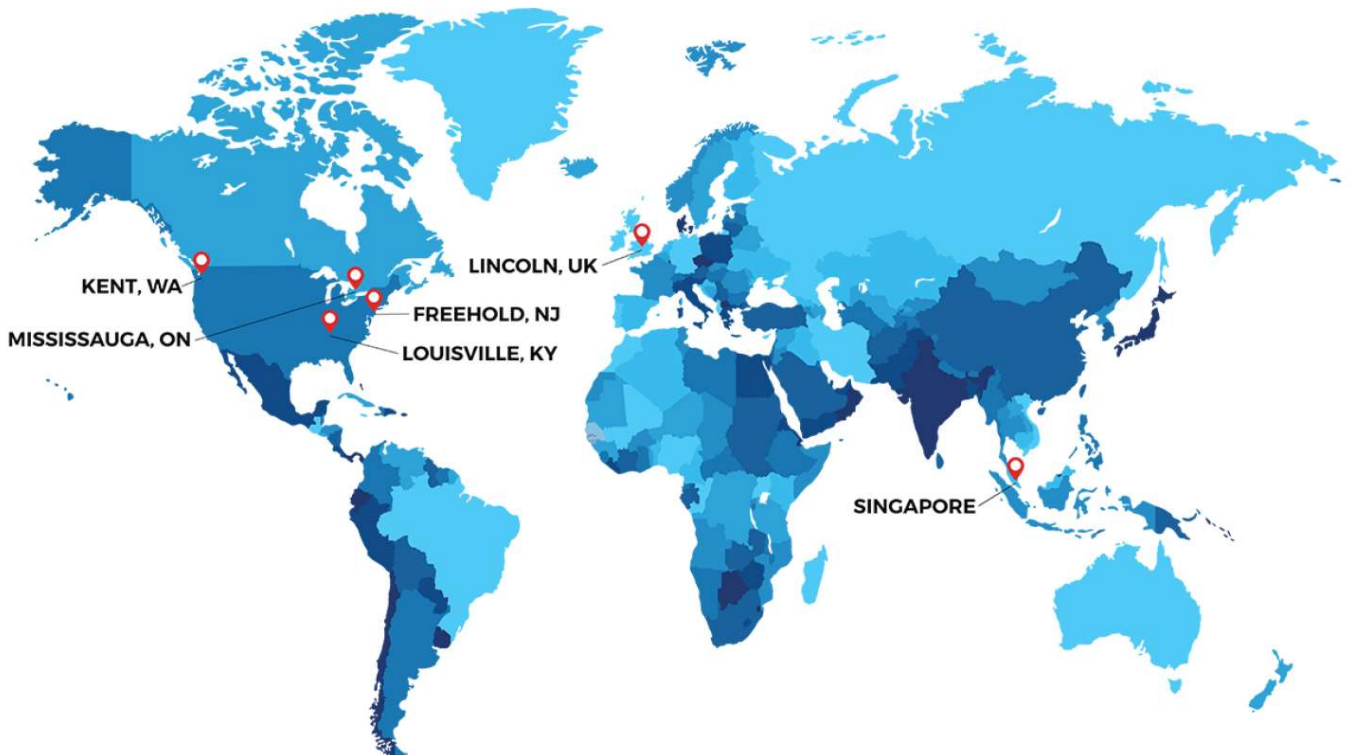 LINCOLN, UK
KENT, WA
FREEHOLD, NJ
MISSISSAUGA, ON
LOUISVILLE, KY
SINGAPORE